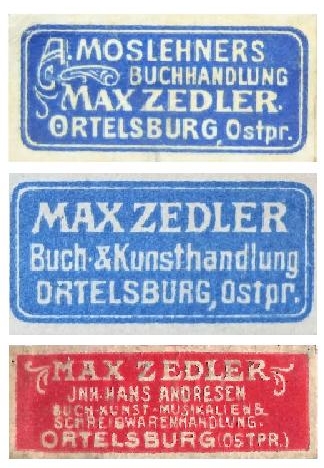 A. MOSLEHNERS
BUCHHANDLUNG
MAX ZEDLER.
ORTELSBURG, Ostpr.
MAX ZEDLER
Buch-&Kunsthandlung
ORTELSBURG, Ostpr.
MAX ZEDLER
JNH. HANS ANDRESEN
BUCH-KUNST-MUSIKALIEN&
SCHREIBWARENHANDLUNG.
ORTELSBURG (OSTPR.)